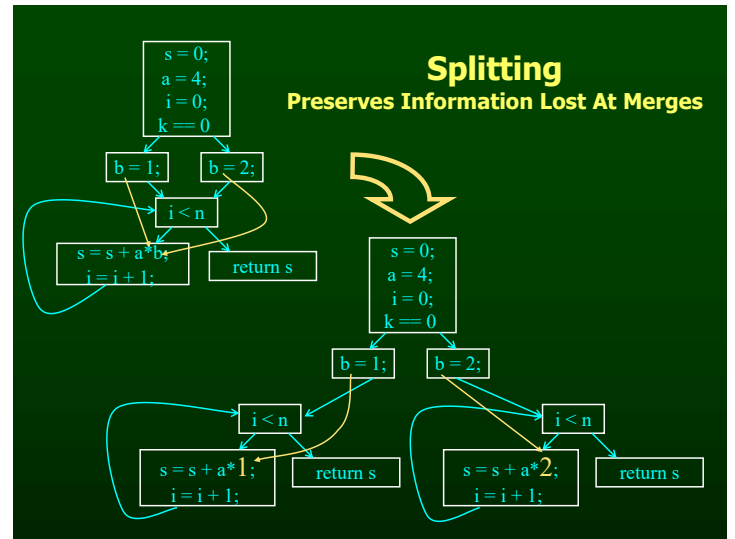 Splitting
Preserves Information Lost At Merges
s = 0;
a = 4;
i = 0;
k == 0
b = 1;
b = 2;
i < n
s = s + a*b;
i = i + 1;
return s
s = 0;
a = 4;
i = 0;
k == 0
b = 1;
b = 2;
i < n
s = s + a*1;
i = i + 1;
return s
i < n
s = s + a*2;
i = i + 1;
return s